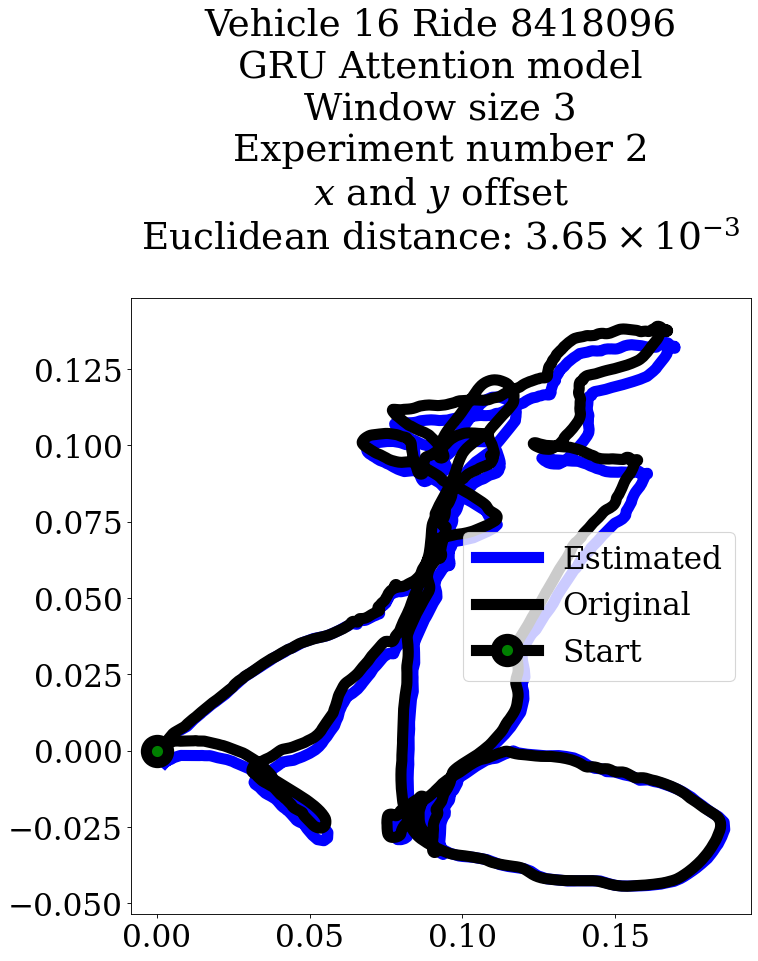 Vehicle 16 Ride 8418096
GRU Attention model
Window size 3
Experiment number 2
x and y offset
Euclidean distance: 3.65 × 10⁻³
0.125
0.100
0.075
0.050
0.025
0.000
−0.025
−0.050
Estimated
Original
Start
0.00 0.05 0.10 0.15